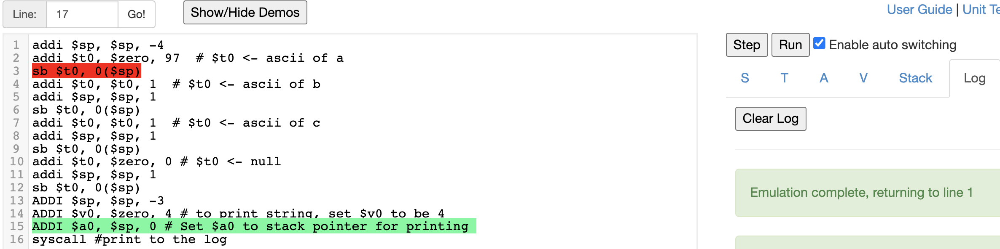 Line: 17 Go! Show/Hide Demos User Guide | Unit Te
1 addi $sp, $sp, -4
2 addi $t0, $zero, 97  # $t0 <- ascii of a
3 sb $t0, 0($sp)
4 addi $t0, $t0, 1  # $t0 <- ascii of b
5 addi $sp, $sp, 1
6 sb $t0, 0($sp)
7 addi $t0, $t0, 1  # $t0 <- ascii of c
8 addi $sp, $sp, 1
9 sb $t0, 0($sp)
10 addi $t0, $zero, 0 # $t0 <- null
11 addi $sp, $sp, 1
12 sb $t0, 0($sp)
13 ADDI $sp, $sp, -3
14 ADDI $v0, $zero, 4 # to print string, set $v0 to be 4
15 ADDI $a0, $sp, 0 # Set $a0 to stack pointer for printing
16 syscall #print to the log
Step Run Enable auto switching
S T A V Stack Log
Clear Log
Emulation complete, returning to line 1